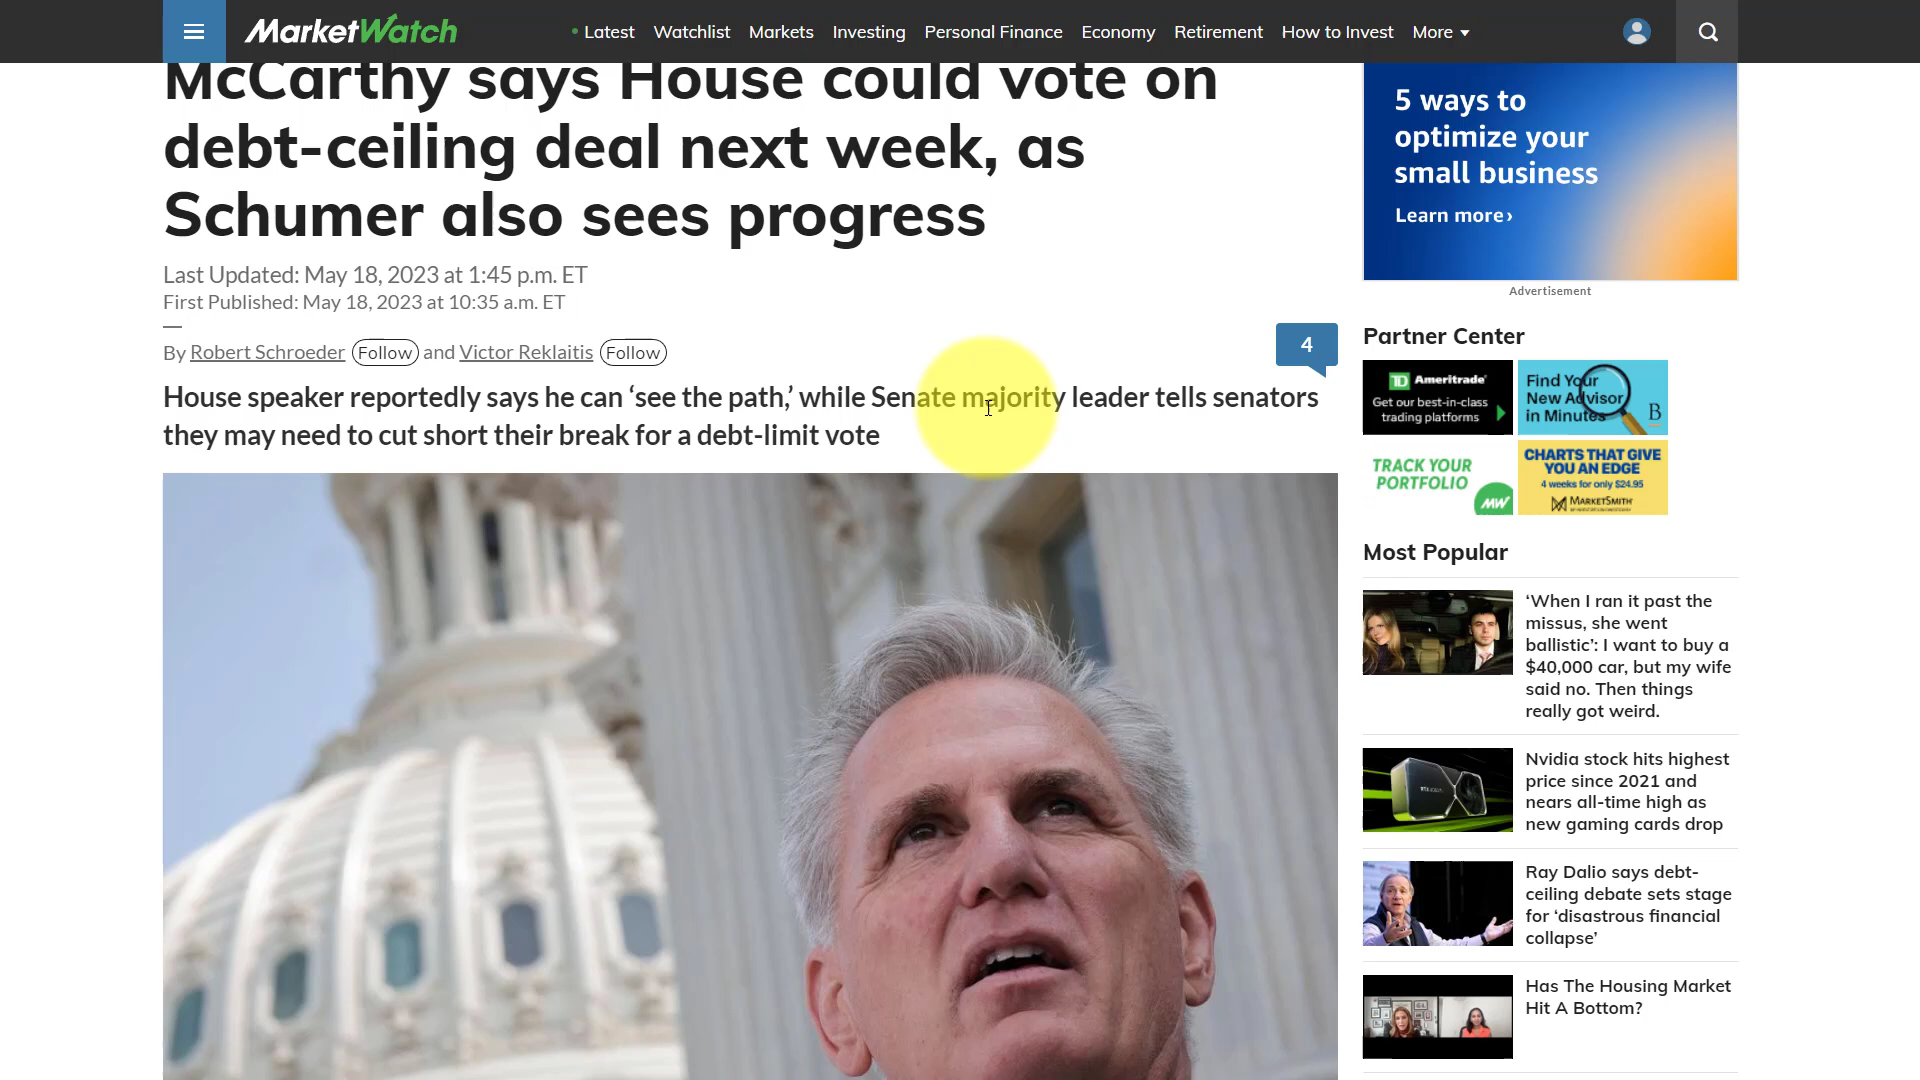 MarketWatch
Latest Watchlist Markets Investing Personal Finance Economy Retirement How to Invest More
McCarthy says House could vote on
debt-ceiling deal next week, as
Schumer also sees progress
Last Updated: May 18, 2023 at 1:45 p.m. ET
First Published: May 18, 2023 at 10:35 a.m. ET
By Robert Schroeder Follow and Victor Reklaitis Follow
4
House speaker reportedly says he can ‘see the path,’ while Senate majority leader tells senators
they may need to cut short their break for a debt-limit vote
5 ways to
optimize your
small business
Learn more ›
Advertisement
Partner Center
TD Ameritrade
Get our best-in-class
trading platforms
Find Your
New Advisor
in Minutes
B
TRACK YOUR
PORTFOLIO
MW
CHARTS THAT GIVE
YOU AN EDGE
4 weeks for only $24.95
MARKETSMITH
Most Popular
‘When I ran it past the
missus, she went
ballistic’: I want to buy a
$40,000 car, but my wife
said no. Then things
really got weird.
Nvidia stock hits highest
price since 2021 and
nears all-time high as
new gaming cards drop
Ray Dalio says debt-
ceiling debate sets stage
for ‘disastrous financial
collapse’
Has The Housing Market
Hit A Bottom?